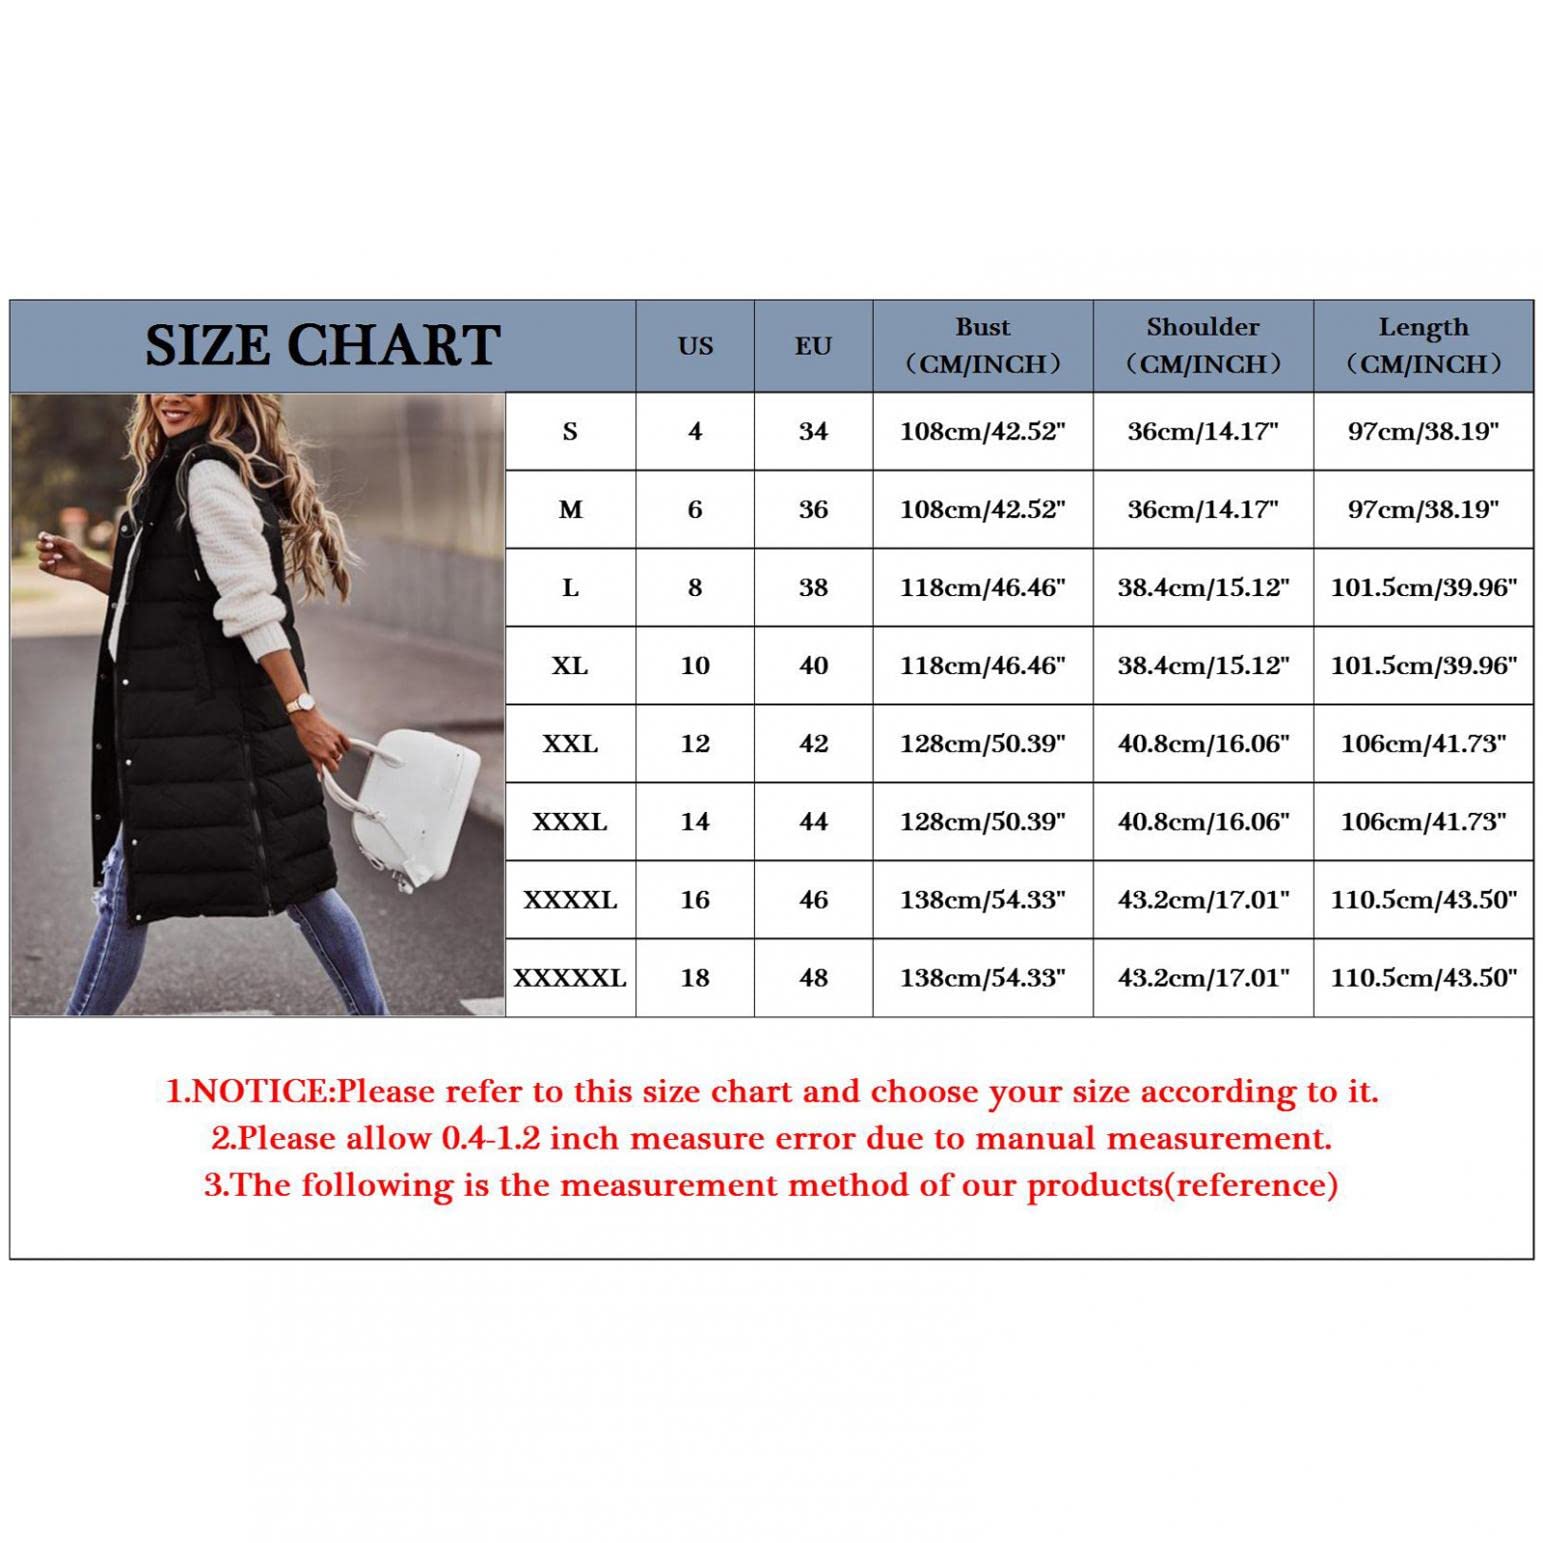 SIZE CHART US EU Bust Shoulder Length
（CM/INCH） （CM/INCH） （CM/INCH）
S 4 34 108cm/42.52" 36cm/14.17" 97cm/38.19"
M 6 36 108cm/42.52" 36cm/14.17" 97cm/38.19"
L 8 38 118cm/46.46" 38.4cm/15.12" 101.5cm/39.96"
XL 10 40 118cm/46.46" 38.4cm/15.12" 101.5cm/39.96"
XXL 12 42 128cm/50.39" 40.8cm/16.06" 106cm/41.73"
XXXL 14 44 128cm/50.39" 40.8cm/16.06" 106cm/41.73"
XXXXL 16 46 138cm/54.33" 43.2cm/17.01" 110.5cm/43.50"
XXXXXL 18 48 138cm/54.33" 43.2cm/17.01" 110.5cm/43.50"
1.NOTICE:Please refer to this size chart and choose your size according to it.
2.Please allow 0.4-1.2 inch measure error due to manual measurement.
3.The following is the measurement method of our products(reference)